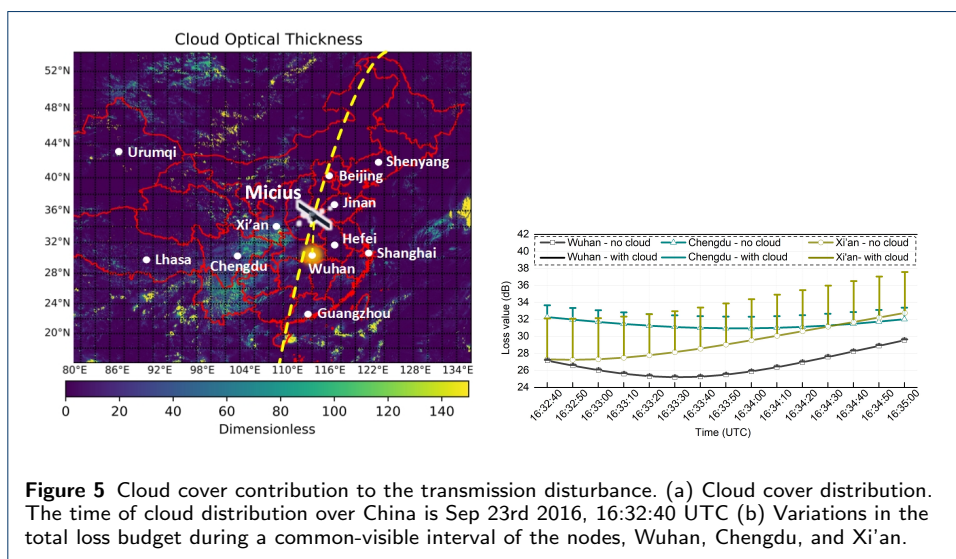 Cloud Optical Thickness
52°N
48°N
44°N
40°N
36°N
32°N
28°N
24°N
20°N
Urumqi
Shenyang
Beijing
Micius
Jinan
Xi'an
Hefei
Shanghai
Lhasa
Chengdu
Wuhan
Guangzhou
80°E 86°E 92°E 98°E 104°E 110°E 116°E 122°E 128°E 134°E
0 20 40 60 80 100 120 140
Dimensionless
42
40
38
36
34
32
30
28
26
24
Loss value (dB)
Wuhan - no cloud Chengdu - no cloud Xi'an - no cloud
Wuhan - with cloud Chengdu - with cloud Xi'an- with cloud
16:32:40 16:32:50 16:33:00 16:33:10 16:33:20 16:33:30 16:33:40 16:33:50 16:34:00 16:34:10 16:34:20 16:34:30 16:34:40 16:34:50 16:35:00
Time (UTC)
Figure 5 Cloud cover contribution to the transmission disturbance. (a) Cloud cover distribution.
The time of cloud distribution over China is Sep 23rd 2016, 16:32:40 UTC (b) Variations in the
total loss budget during a common-visible interval of the nodes, Wuhan, Chengdu, and Xi'an.